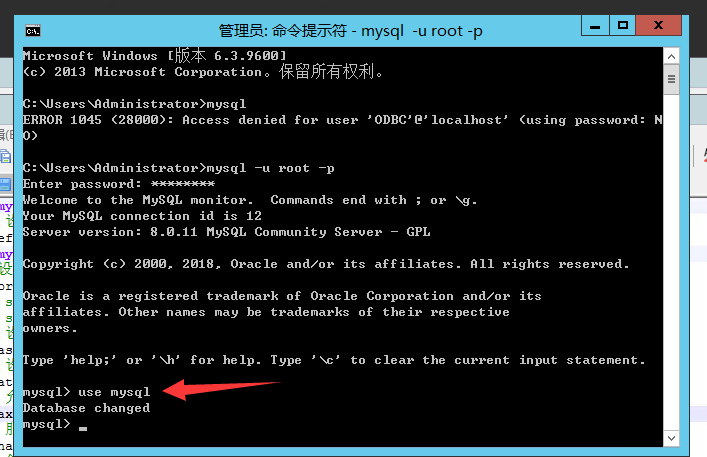 管理员: 命令提示符 - mysql  -u root -p
Microsoft Windows [版本 6.3.9600]
(c) 2013 Microsoft Corporation。保留所有权利。
C:\Users\Administrator>mysql
ERROR 1045 (28000): Access denied for user 'ODBC'@'localhost' (using password: N
O)
C:\Users\Administrator>mysql -u root -p
Enter password: ********
Welcome to the MySQL monitor.  Commands end with ; or \g.
Your MySQL connection id is 12
Server version: 8.0.11 MySQL Community Server - GPL
Copyright (c) 2000, 2018, Oracle and/or its affiliates. All rights reserved.
Oracle is a registered trademark of Oracle Corporation and/or its
affiliates. Other names may be trademarks of their respective
owners.
Type 'help;' or '\h' for help. Type '\c' to clear the current input statement.
mysql> use mysql
Database changed
mysql>